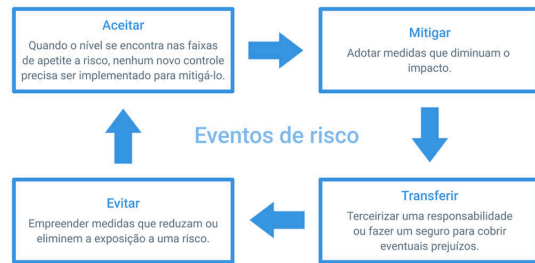 Aceitar
Quando o nível se encontra nas faixas
de apetite a risco, nenhum novo controle
precisa ser implementado para mitigá-lo.
Mitigar
Adotar medidas que diminuam o
impacto.
Eventos de risco
Evitar
Empreender medidas que reduzam ou
eliminem a exposição a uma risco.
Transferir
Terceirizar uma responsabilidade
ou fazer um seguro para cobrir
eventuais prejuízos.